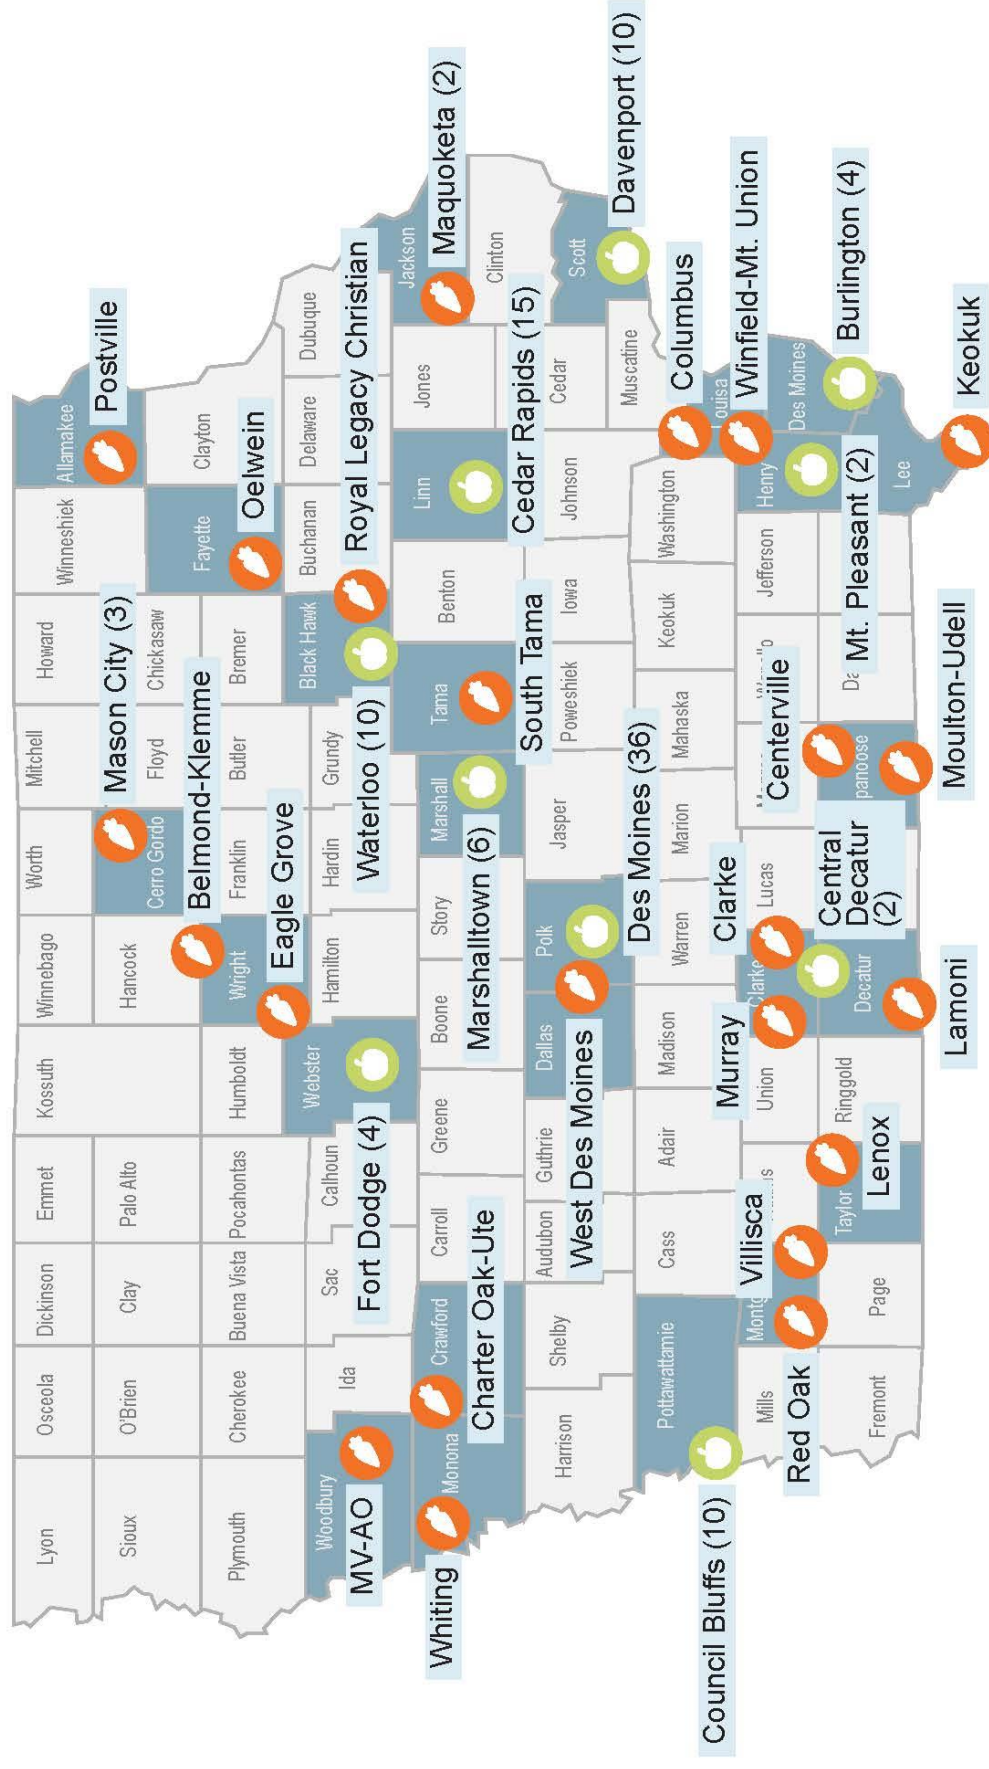 Lyon
Osceola
Dickinson
Emmet
Kossuth
Winnebago
Worth
Mitchell
Howard
Winneshiek
Allamakee
Postville
Sioux
O'Brien
Clay
Palo Alto
Hancock
Cerro Gordo
Mason City (3)
Floyd
Chickasaw
Fayette
Clayton
Oelwein
Plymouth
Cherokee
Buena Vista
Pocahontas
Humboldt
Wright
Belmond-Klemme
Franklin
Butler
Bremer
Eagle Grove
Woodbury
MV-AO
Ida
Sac
Calhoun
Webster
Fort Dodge (4)
Hamilton
Hardin
Grundy
Waterloo (10)
Black Hawk
Buchanan
Delaware
Dubuque
Royal Legacy Christian
Whiting
Monona
Crawford
Charter Oak-Ute
Carroll
Greene
Boone
Story
Marshall
Marshalltown (6)
Tama
South Tama
Benton
Linn
Cedar Rapids (15)
Jones
Jackson
Maquoketa (2)
Clinton
Harrison
Shelby
Audubon
Guthrie
Dallas
West Des Moines
Polk
Des Moines (36)
Jasper
Poweshiek
Iowa
Johnson
Cedar
Scott
Davenport (10)
Muscatine
Council Bluffs (10)
Pottawattamie
Cass
Adair
Madison
Warren
Marion
Mahaska
Keokuk
Washington
Columbus
Winfield-Mt. Union
Mills
Red Oak
Villisca
Union
Murray
Clarke
Clarke
Lucas
Centerville
Jefferson
Henry
Mt. Pleasant (2)
Des Moines
Burlington (4)
Fremont
Page
Taylor
Lenox
Ringgold
Decatur
Central
Decatur
(2)
Lamoni
Moulton-Udell
Lee
Keokuk